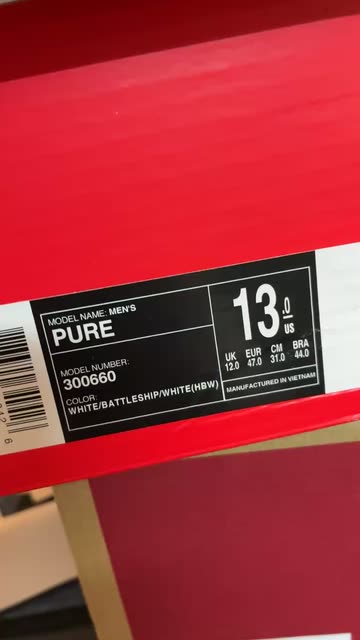 MODEL NAME: MEN'S
PURE
MODEL NUMBER:
300660
COLOR:
WHITE/BATTLESHIP/WHITE(HBW)
13.0
US
UK EUR CM BRA
12.0 47.0 31.0 44.0
MANUFACTURED IN VIETNAM